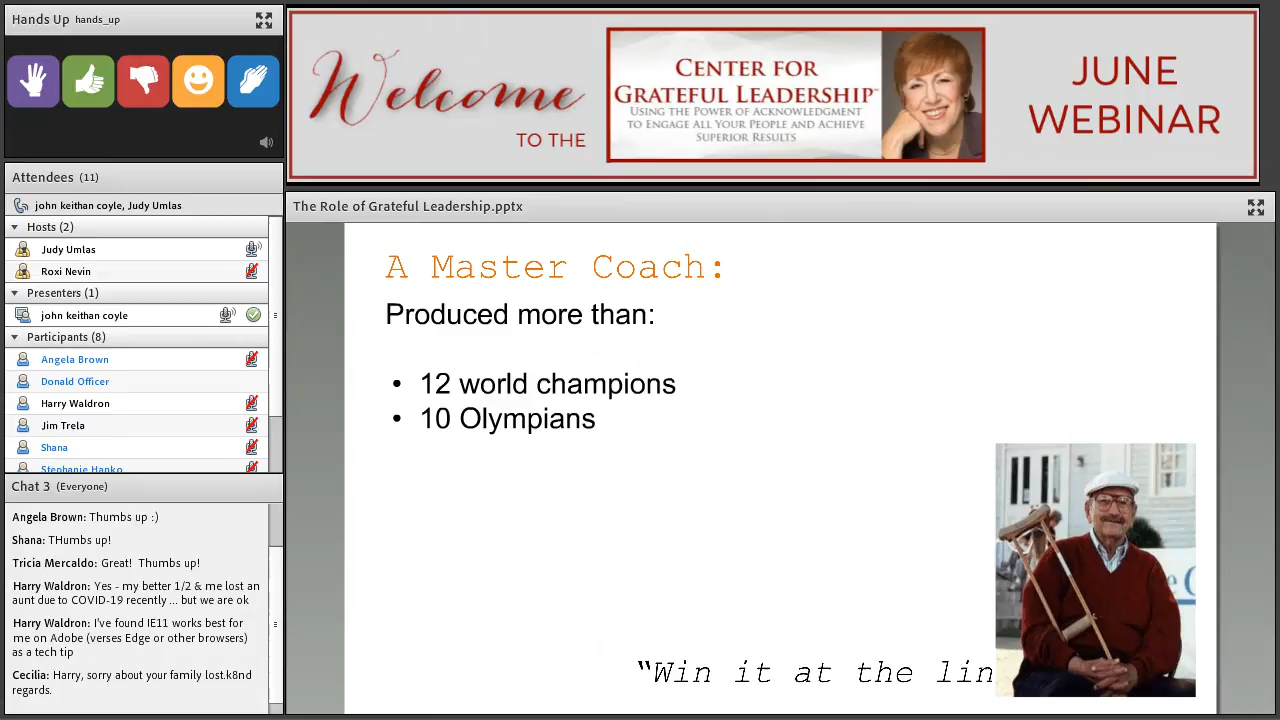 Hands Up hands_up
Attendees (11)
john keithan coyle, Judy Umlas
Hosts (2)
Judy Umlas
Roxi Nevin
Presenters (1)
john keithan coyle
Participants (8)
Angela Brown
Donald Officer
Harry Waldron
Jim Trela
Shana
Stephanie Hanko
Chat 3 (Everyone)
Angela Brown: Thumbs up :)
Shana: THumbs up!
Tricia Mercaldo: Great! Thumbs up!
Harry Waldron: Yes - my better 1/2 & me lost an
aunt due to COVID-19 recently ... but we are ok
Harry Waldron: I've found IE11 works best for
me on Adobe (verses Edge or other browsers)
as a tech tip
Cecilia: Harry, sorry about your family lost.k8nd
regards.
Welcome
TO THE
CENTER FOR
GRATEFUL LEADERSHIP™
USING THE POWER OF ACKNOWLEDGMENT
TO ENGAGE ALL YOUR PEOPLE AND ACHIEVE
SUPERIOR RESULTS
JUNE
WEBINAR
The Role of Grateful Leadership.pptx
A Master Coach:
Produced more than:
• 12 world champions
• 10 Olympians
“Win it at the lin